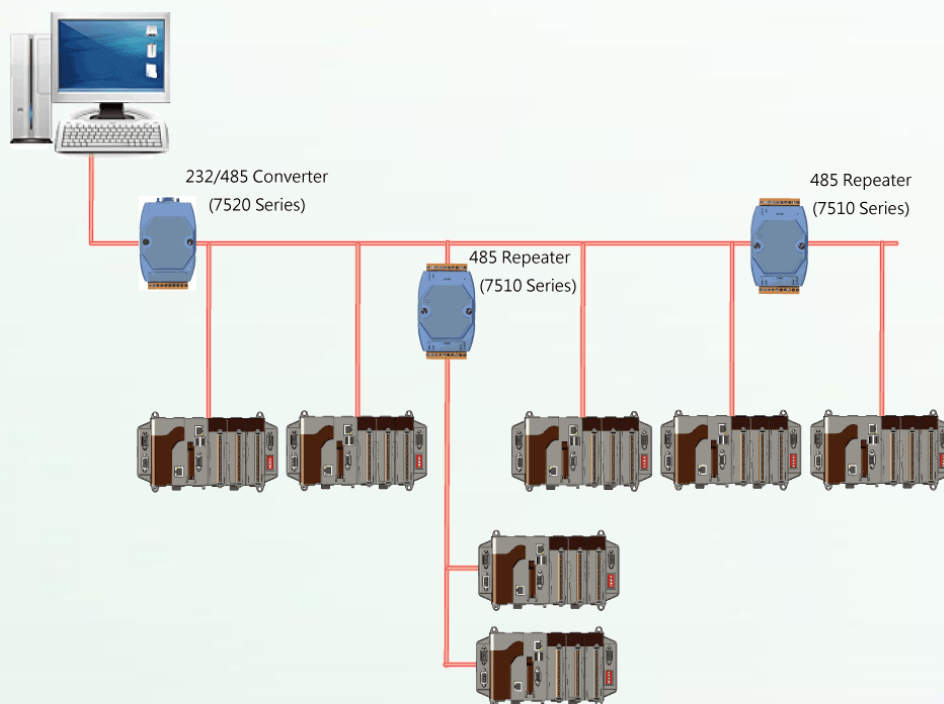 232/485 Converter
(7520 Series)
485 Repeater
(7510 Series)
485 Repeater
(7510 Series)